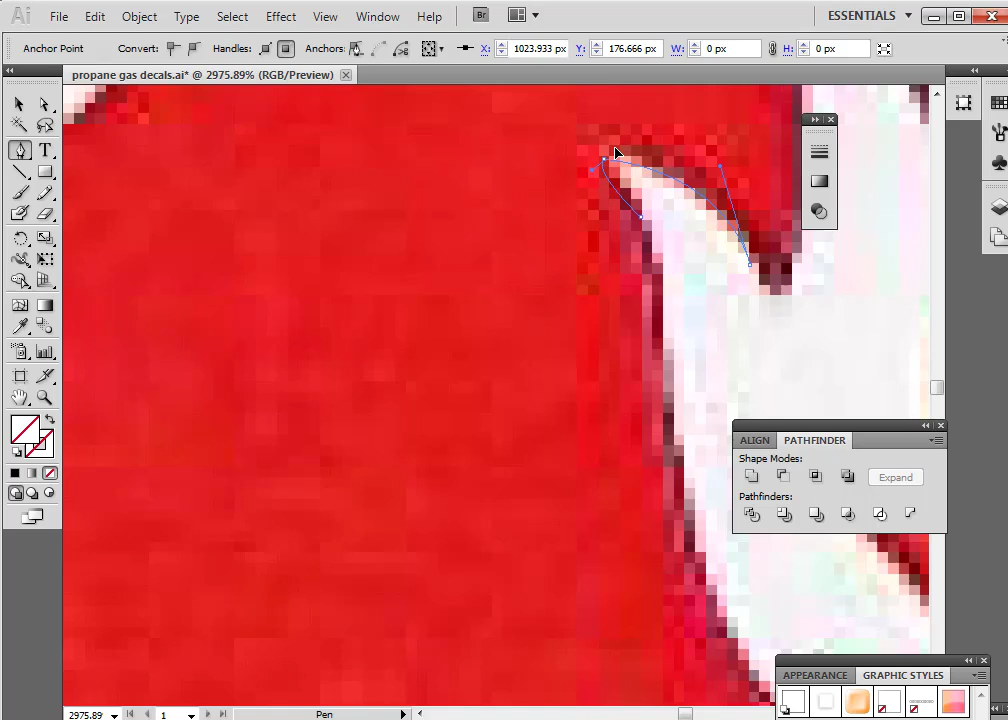 Ai File Edit Object Type Select Effect View Window Help Br ESSENTIALS
Anchor Point Convert: Handles: Anchors: X: 1023.933 px Y: 176.666 px W: 0 px H: 0 px
propane gas decals.ai* @ 2975.89% (RGB/Preview)
T
ALIGN PATHFINDER
Shape Modes:
Expand
Pathfinders:
APPEARANCE GRAPHIC STYLES
2975.89 1 Pen